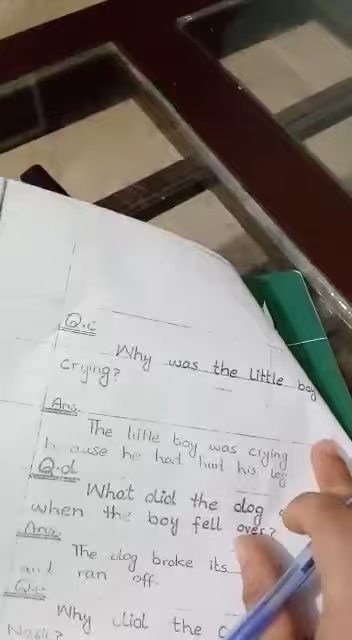 Q.c
Why was the little boy
crying?
Ans.
The little boy was crying
because he had hurt his leg
Q.d
What did the dog
when the boy fell over?
Ans.
The dog broke its
and ran off.
Why did the